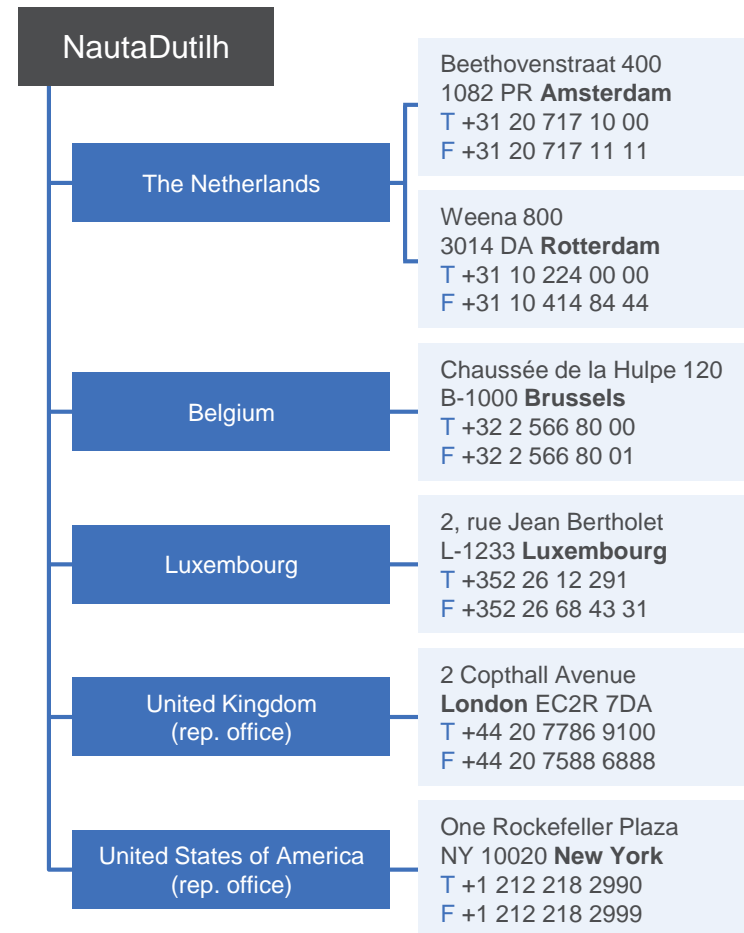 NautaDutilh
The Netherlands
Beethovenstraat 400
1082 PR Amsterdam
T +31 20 717 10 00
F +31 20 717 11 11
Weena 800
3014 DA Rotterdam
T +31 10 224 00 00
F +31 10 414 84 44
Belgium
Chaussée de la Hulpe 120
B-1000 Brussels
T +32 2 566 80 00
F +32 2 566 80 01
Luxembourg
2, rue Jean Bertholet
L-1233 Luxembourg
T +352 26 12 291
F +352 26 68 43 31
United Kingdom
(rep. office)
2 Copthall Avenue
London EC2R 7DA
T +44 20 7786 9100
F +44 20 7588 6888
United States of America
(rep. office)
One Rockefeller Plaza
NY 10020 New York
T +1 212 218 2990
F +1 212 218 2999